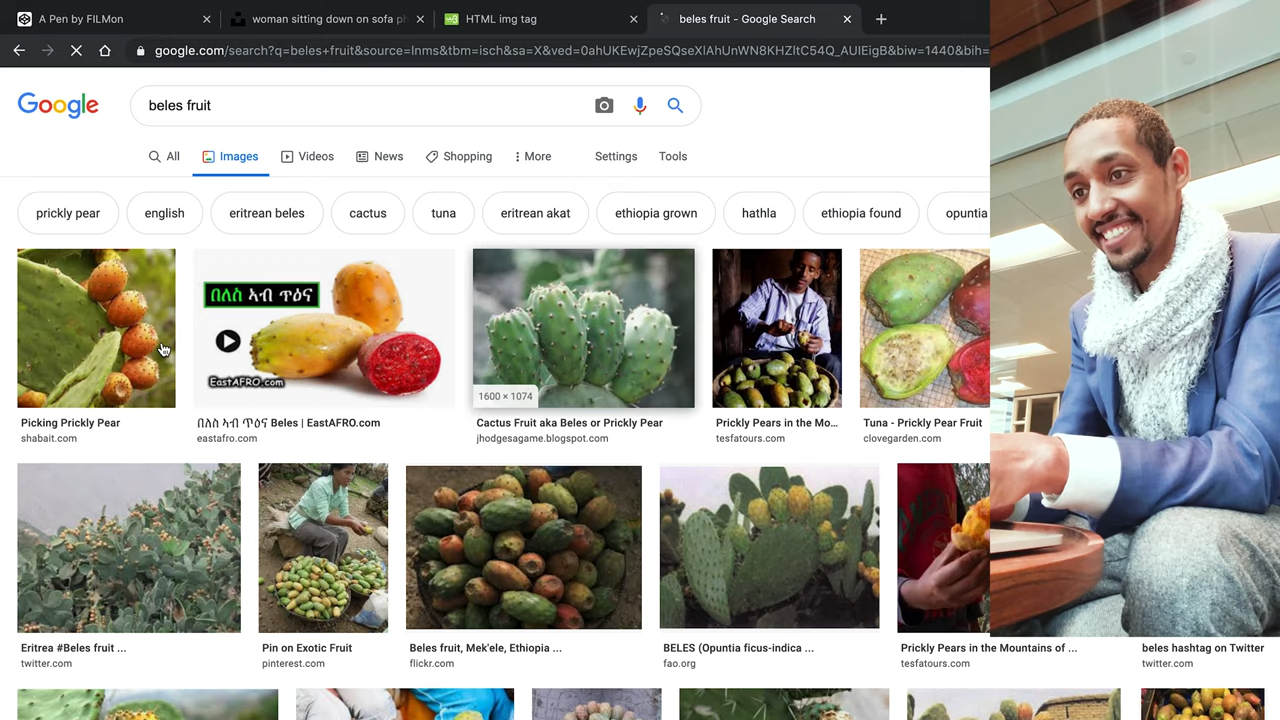 A Pen by FILMon
woman sitting down on sofa ph
HTML img tag
beles fruit - Google Search
google.com/search?q=beles+fruit&source=lnms&tbm=isch&sa=X&ved=0ahUKEwjZpeSQseXlAhUnWN8KHZltC54Q_AUIEigB&biw=1440&bih=
Google
beles fruit
All
Images
Videos
News
Shopping
More
Settings
Tools
prickly pear
english
eritrean beles
cactus
tuna
eritrean akat
ethiopia grown
hathla
ethiopia found
opuntia
በለስ ኣብ ጥዕና
EastAFRO.com
1600 × 1074
Picking Prickly Pear
shabait.com
በለስ ኣብ ጥዕና Beles | EastAFRO.com
eastafro.com
Cactus Fruit aka Beles or Prickly Pear
jhodgesagame.blogspot.com
Prickly Pears in the Mo...
tesfatours.com
Tuna - Prickly Pear Fruit
clovegarden.com
Eritrea #Beles fruit ...
twitter.com
Pin on Exotic Fruit
pinterest.com
Beles fruit, Mek'ele, Ethiopia ...
flickr.com
BELES (Opuntia ficus-indica ...
fao.org
Prickly Pears in the Mountains of ...
tesfatours.com
beles hashtag on Twitter
twitter.com